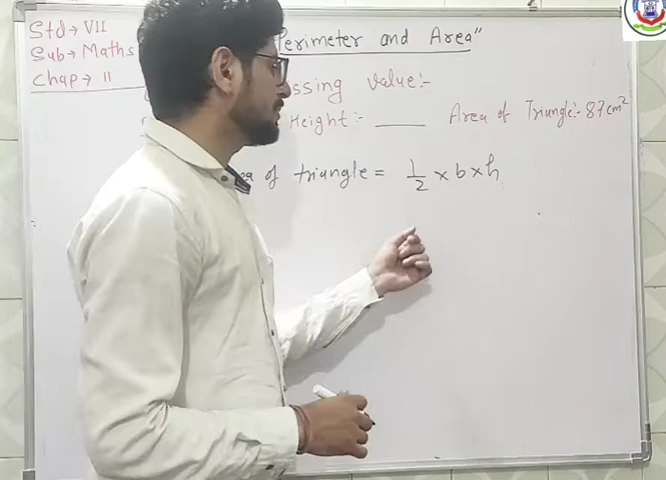 Std → VII
Sub → Maths
Chap → 11
Perimeter and Area"
ssing Value:-
Height:- ____ Area of Triangle:- 87cm²
of triangle = 1/2 × b × h